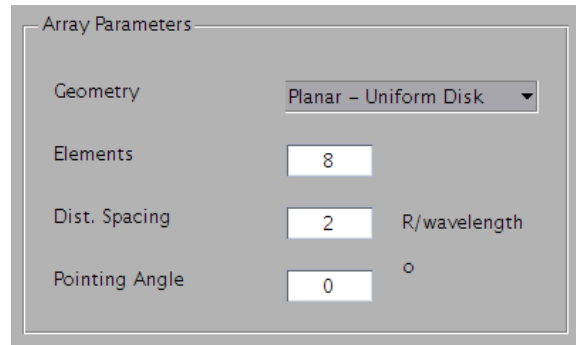 Array Parameters
Geometry Planar – Uniform Disk
Elements 8
Dist. Spacing 2 R/wavelength
Pointing Angle 0 o